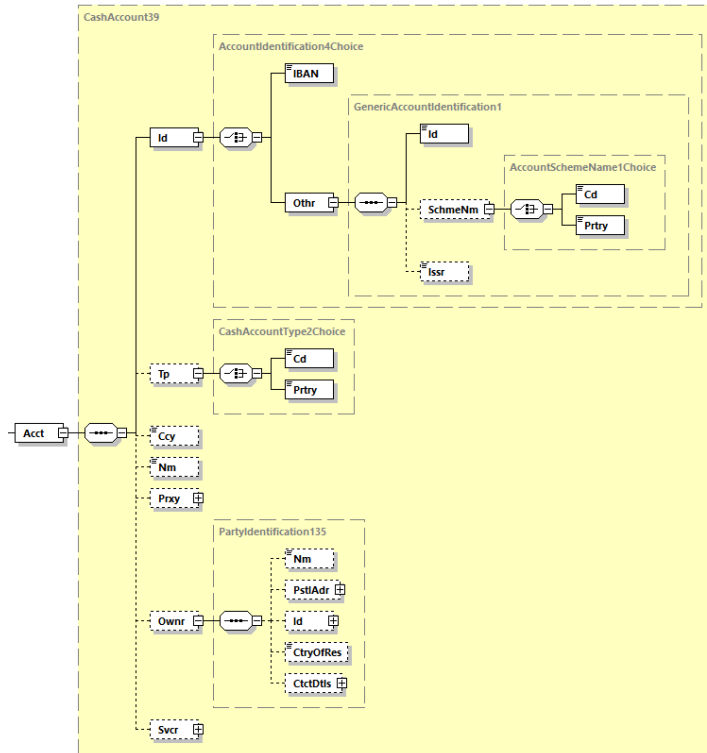 CashAccount39
AccountIdentification4Choice
IBAN
GenericAccountIdentification1
Id
Id
AccountSchemeName1Choice
Cd
Othr
SchmeNm
Prtry
Issr
CashAccountType2Choice
Cd
Tp
Prtry
Acct
Ccy
Nm
Prxy
PartyIdentification135
Nm
PstlAdr
Ownr
Id
CtryOfRes
CtctDtls
Svcr